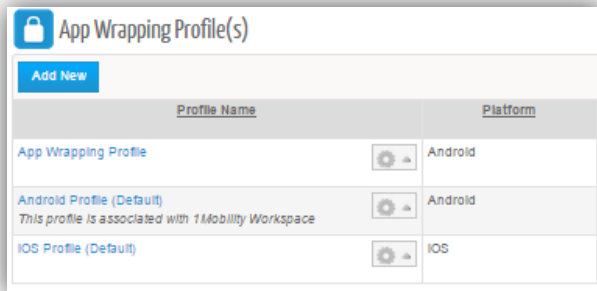 App Wrapping Profile(s)
Add New
Profile Name Platform
App Wrapping Profile Android
Android Profile (Default) Android
This profile is associated with 1Mobility Workspace
IOS Profile (Default) IOS